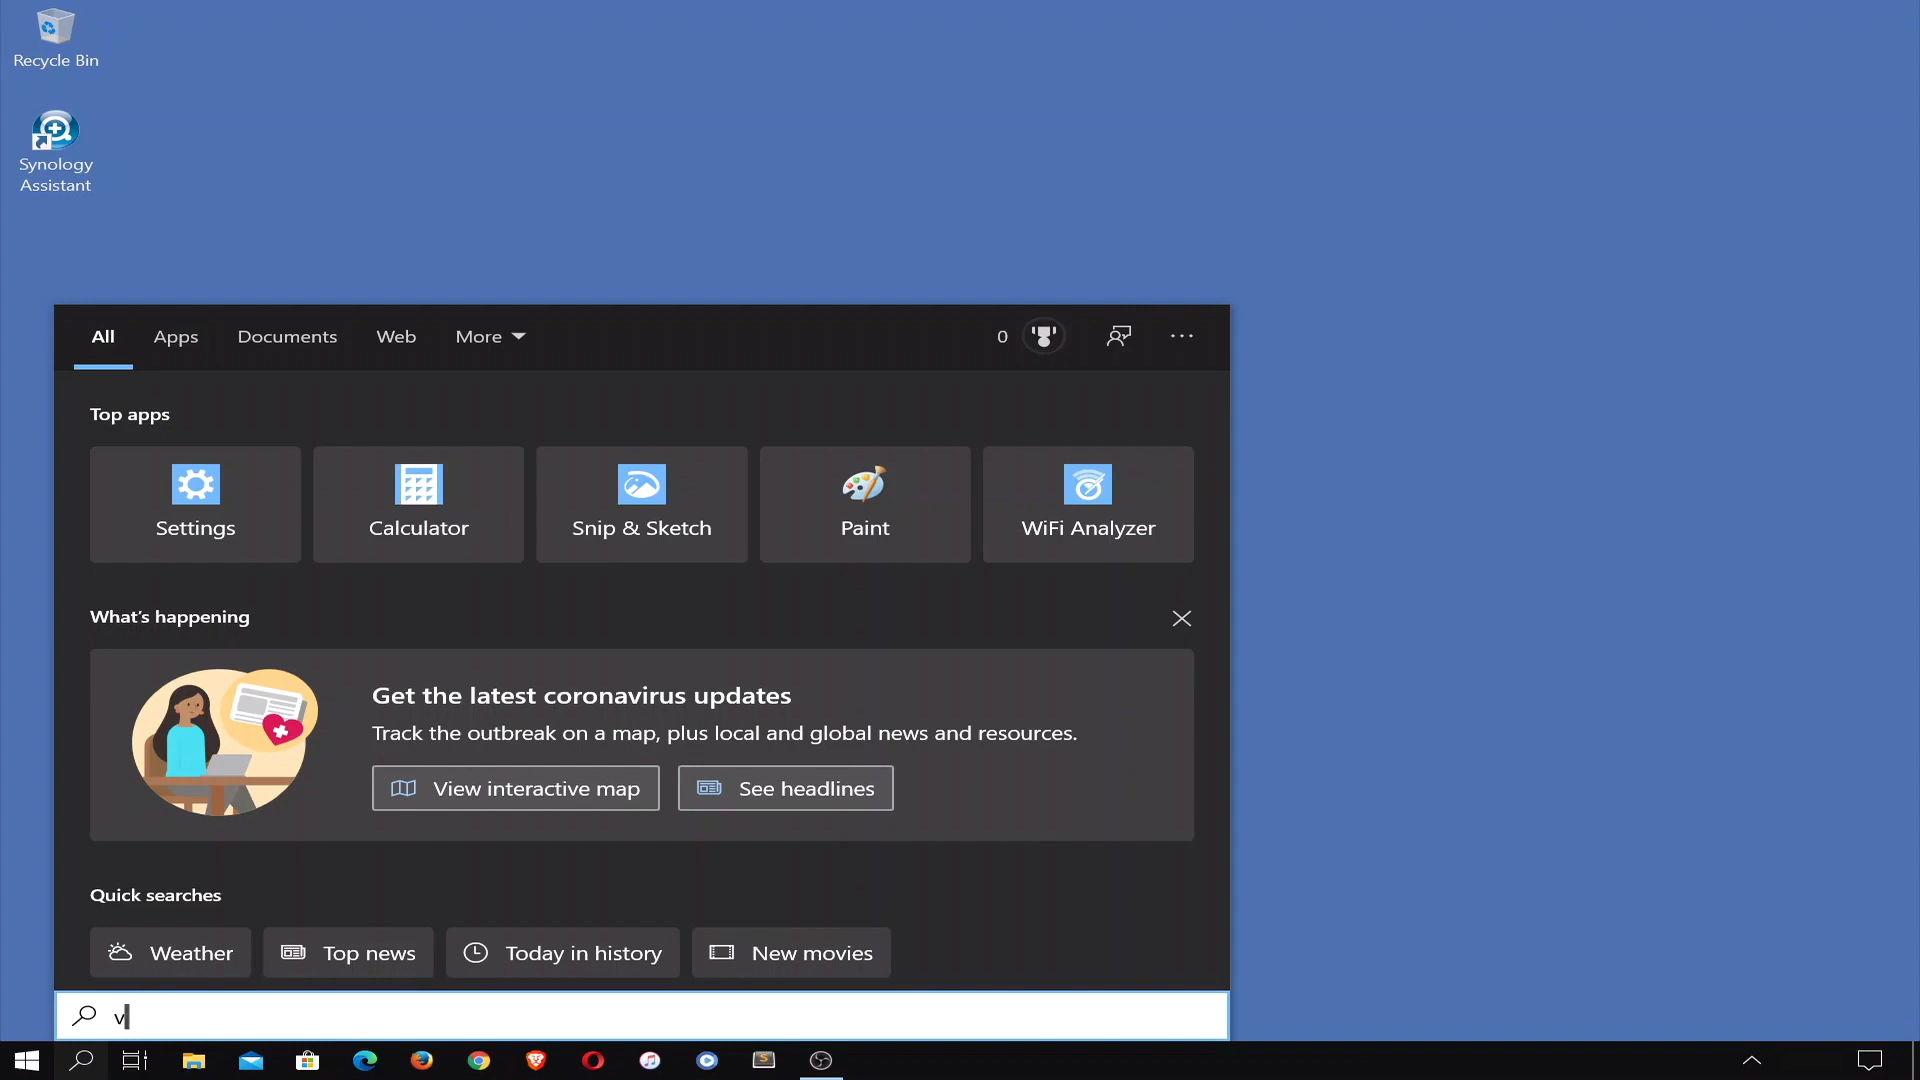 Recycle Bin
Synology
Assistant
All Apps Documents Web More 0
Top apps
Settings Calculator Snip & Sketch Paint WiFi Analyzer
What's happening
Get the latest coronavirus updates
Track the outbreak on a map, plus local and global news and resources.
View interactive map See headlines
Quick searches
Weather Top news Today in history New movies
v